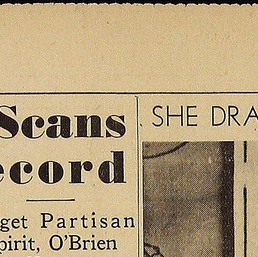 Scans
ecord
get Partisan
pirit, O'Brien
SHE DRA